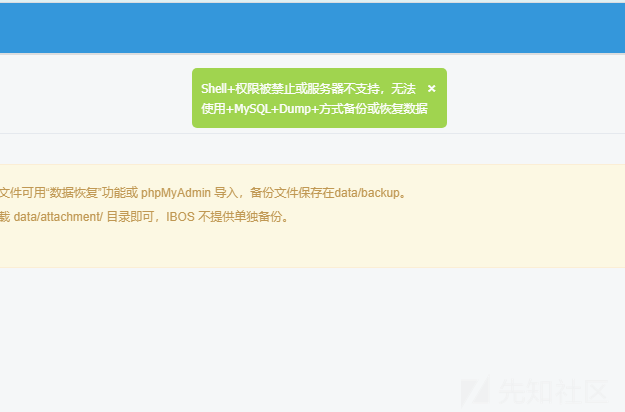 Shell+权限被禁止或服务器不支持，无法 ×
使用+MySQL+Dump+方式备份或恢复数据
文件可用“数据恢复”功能或 phpMyAdmin 导入，备份文件保存在data/backup。
载 data/attachment/ 目录即可，IBOS 不提供单独备份。
先知社区